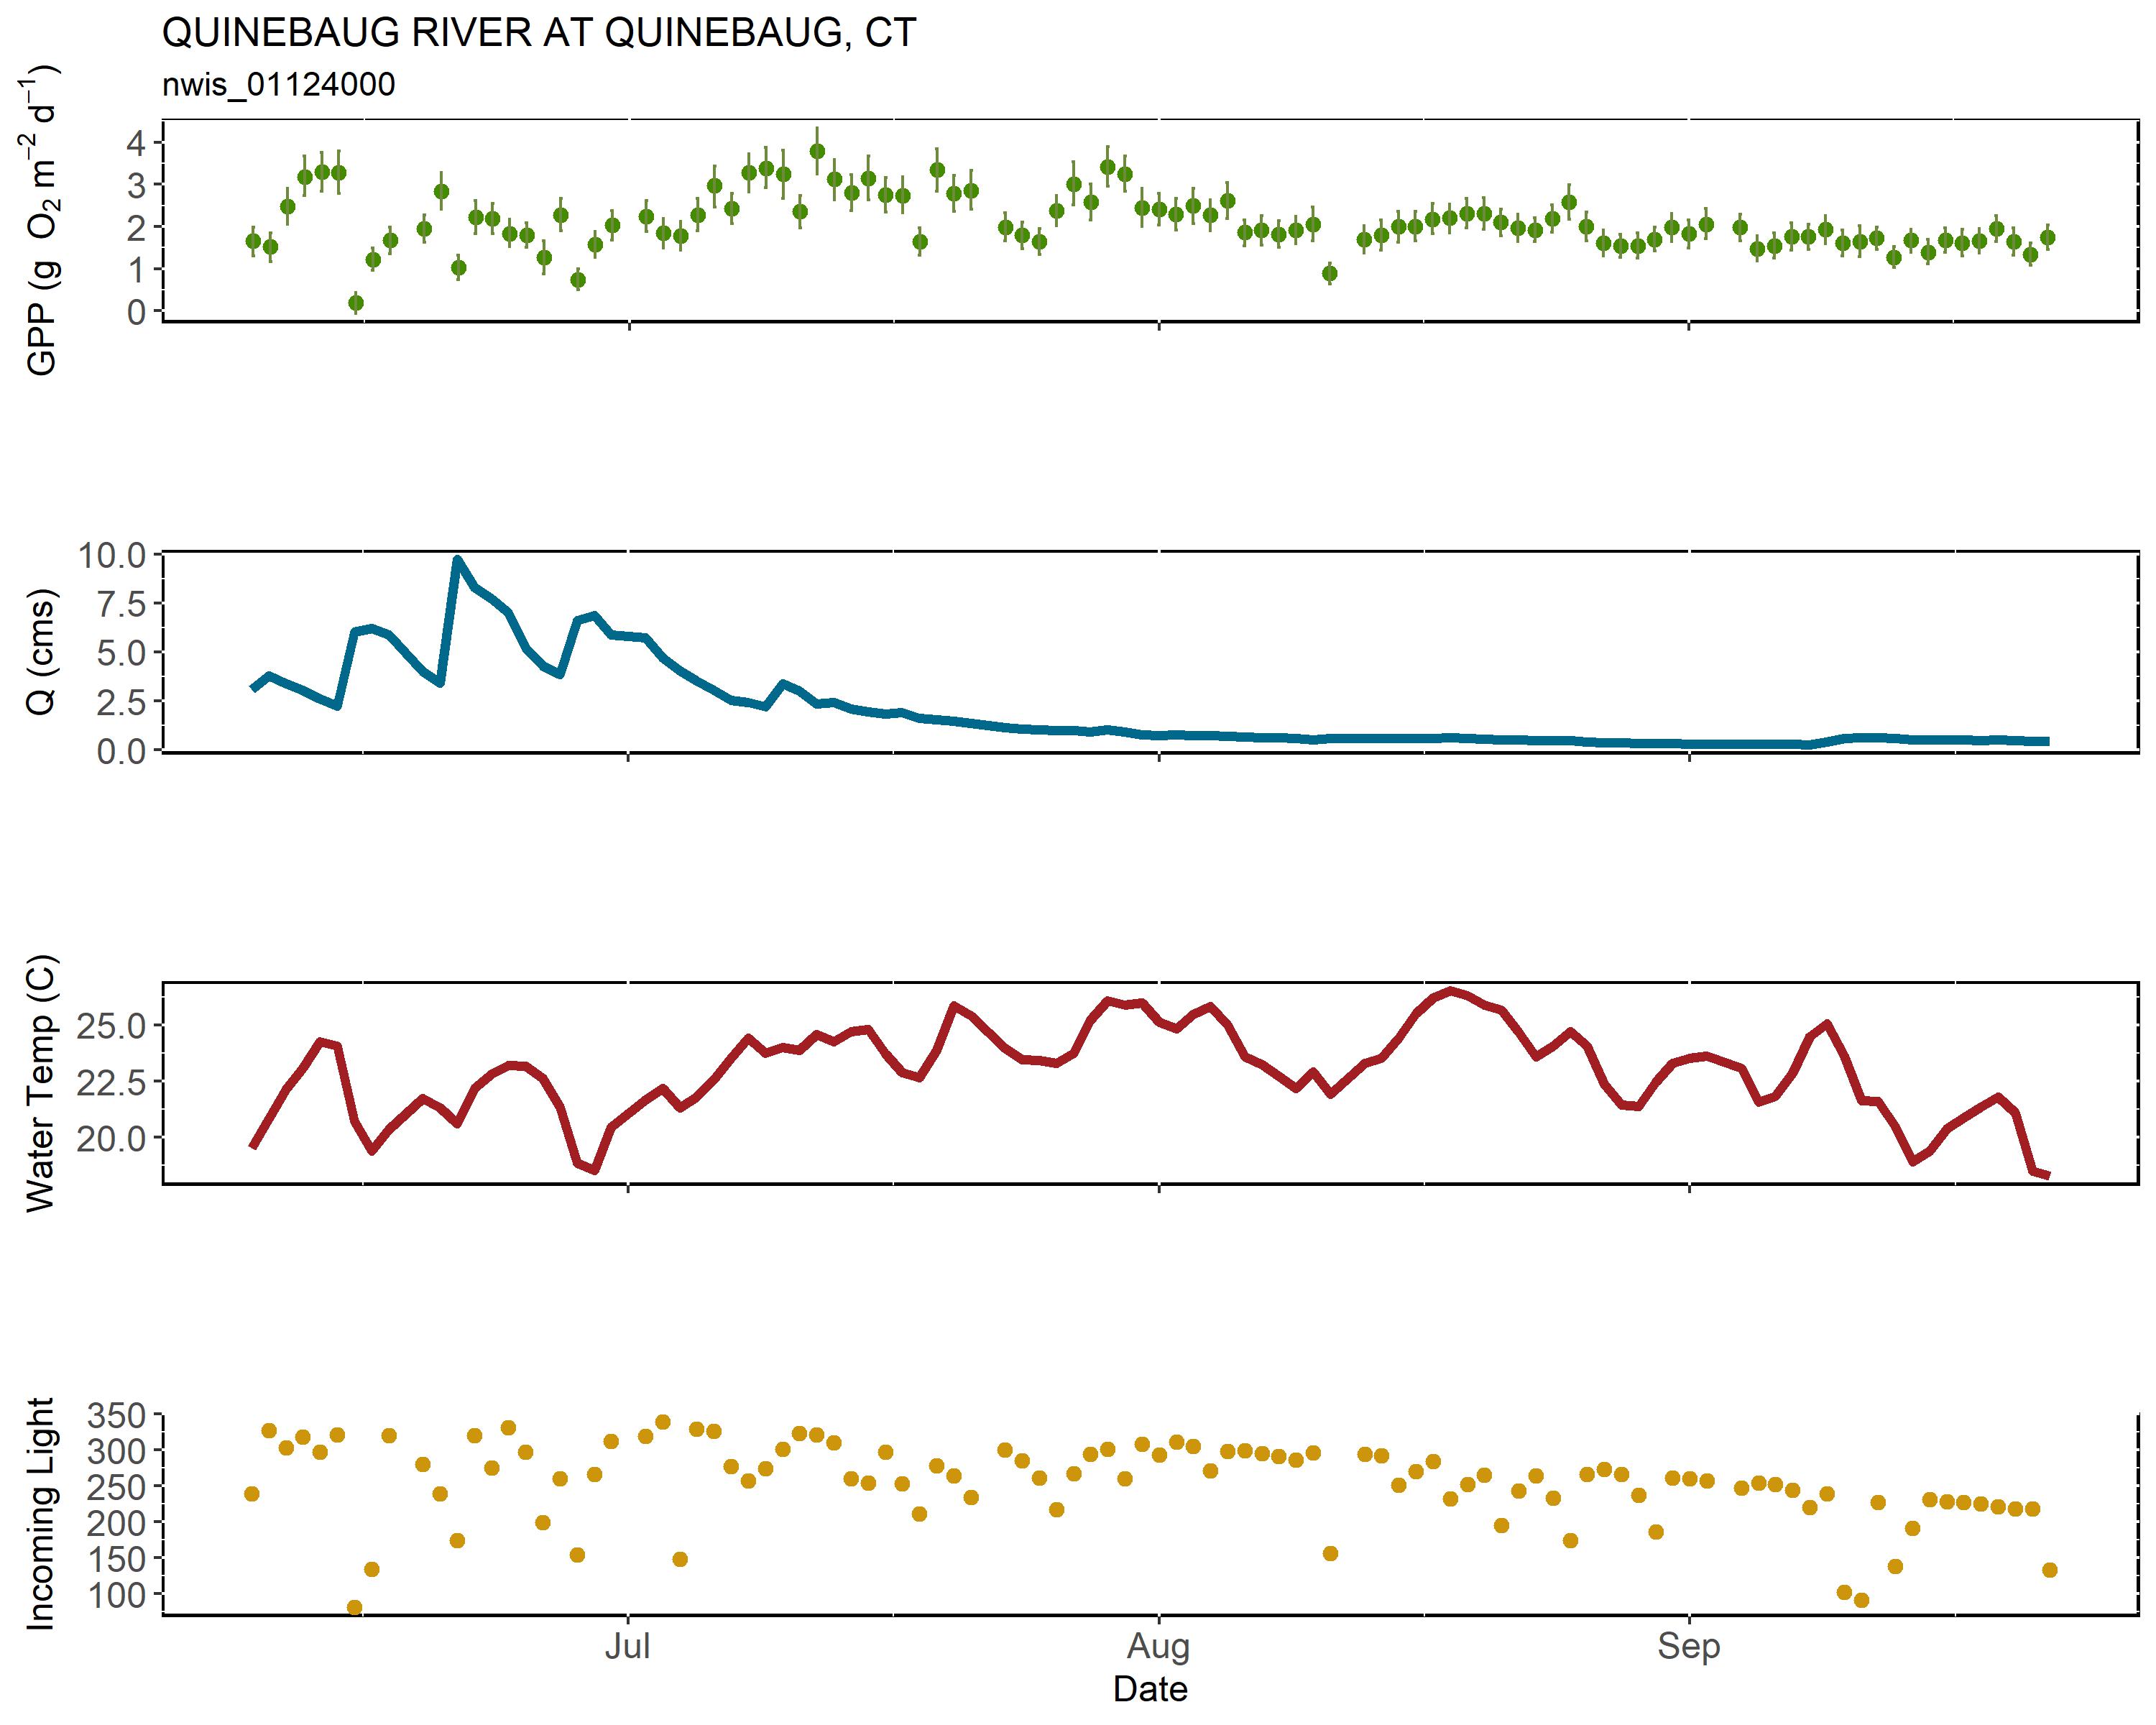 QUINEBAUG RIVER AT QUINEBAUG, CT
nwis_01124000
GPP (g O₂ m⁻² d⁻¹)
4
3
2
1
0
Q (cms)
10.0
7.5
5.0
2.5
0.0
Water Temp (C)
25.0
22.5
20.0
Incoming Light
350
300
250
200
150
100
Jul Aug Sep
Date